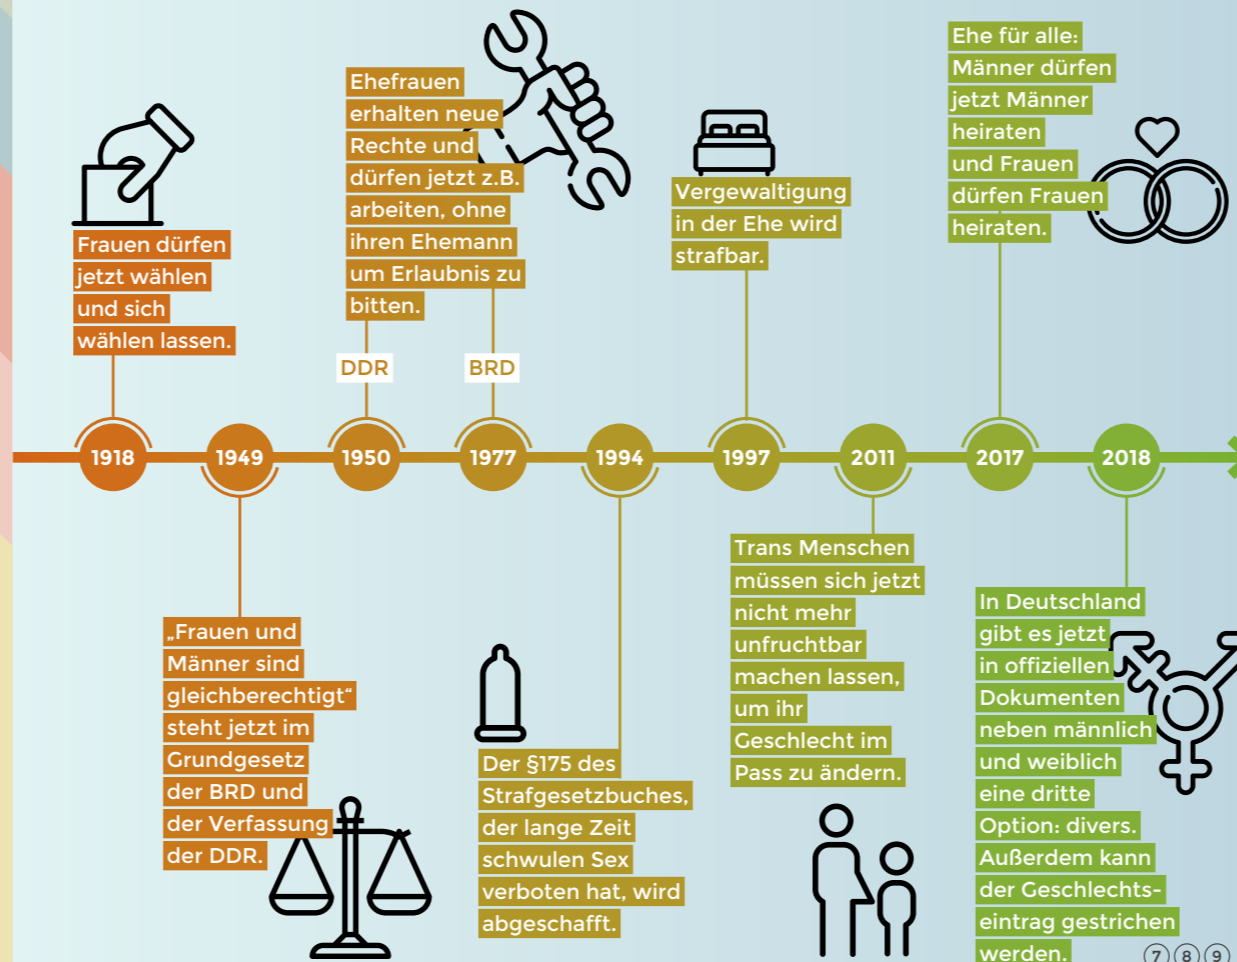 Frauen dürfen
jetzt wählen
und sich
wählen lassen.
Ehefrauen
erhalten neue
Rechte und
dürfen jetzt z.B.
arbeiten, ohne
ihren Ehemann
um Erlaubnis zu
bitten.
DDR
BRD
Vergewaltigung
in der Ehe wird
strafbar.
Ehe für alle:
Männer dürfen
jetzt Männer
heiraten
und Frauen
dürfen Frauen
heiraten.
1918 1949 1950 1977 1994 1997 2011 2017 2018
„Frauen und
Männer sind
gleichberechtigt“
steht jetzt im
Grundgesetz
der BRD und
der Verfassung
der DDR.
Der §175 des
Strafgesetzbuches,
der lange Zeit
schwulen Sex
verboten hat, wird
abgeschafft.
Trans Menschen
müssen sich jetzt
nicht mehr
unfruchtbar
machen lassen,
um ihr
Geschlecht im
Pass zu ändern.
In Deutschland
gibt es jetzt
in offiziellen
Dokumenten
neben männlich
und weiblich
eine dritte
Option: divers.
Außerdem kann
der Geschlechts-
eintrag gestrichen
werden.
7 8 9